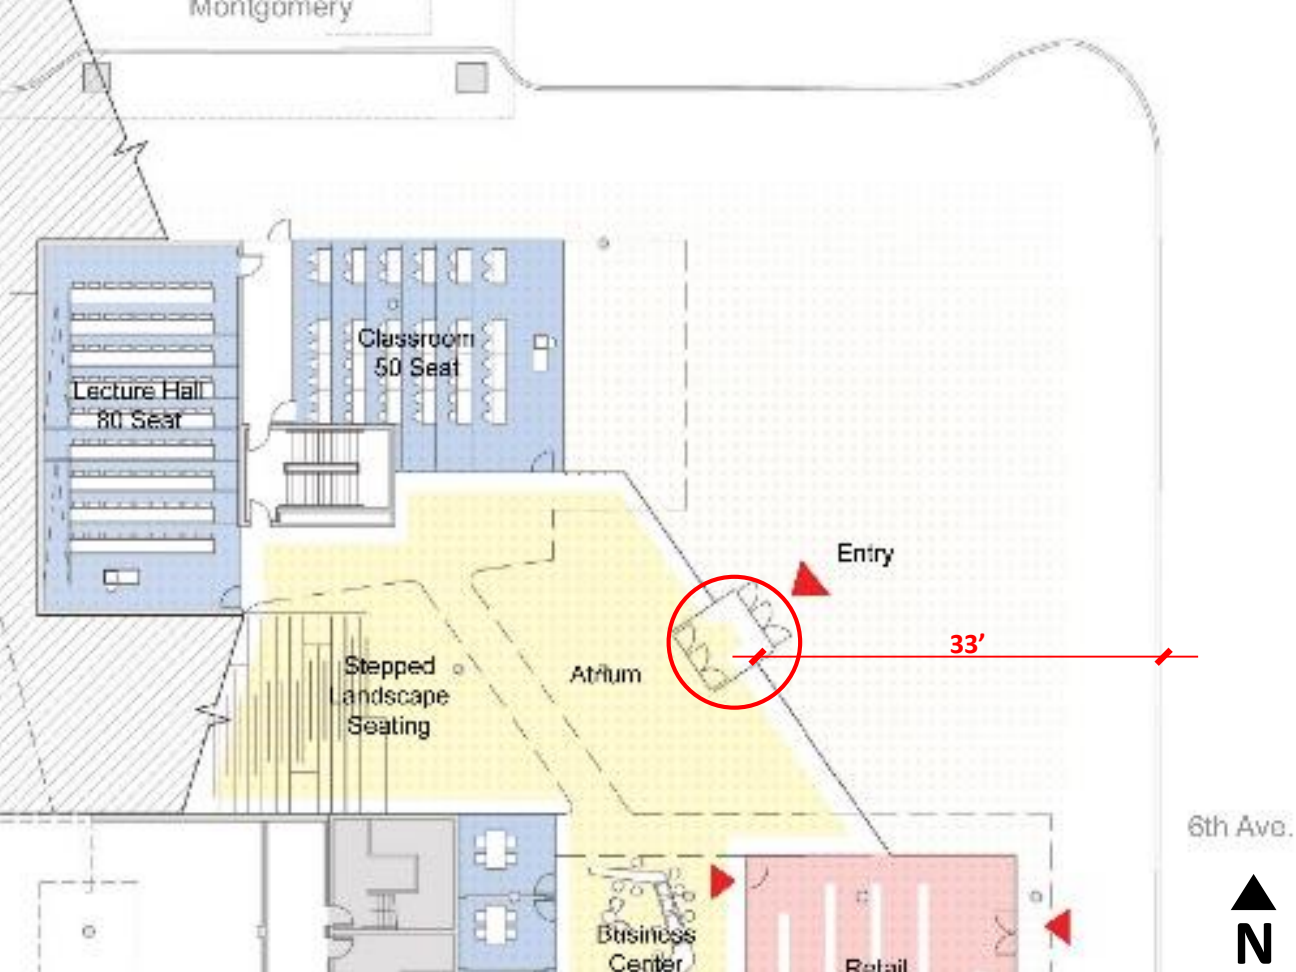 Montgomery
Classroom
50 Seat
Lecture Hall
80 Seat
Entry
33'
Stepped
Landscape
Seating
Atrium
6th Ave.
N
Business
Center
Retail